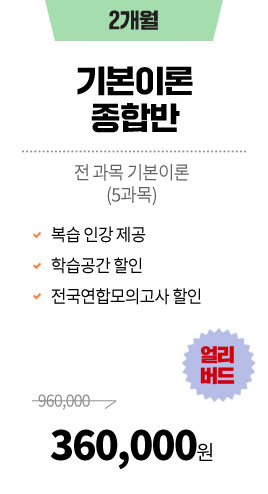 2개월
기본이론
종합반
전 과목 기본이론
(5과목)
복습 인강 제공
학습공간 할인
전국연합모의고사 할인
얼리
버드
960,000
360,000원